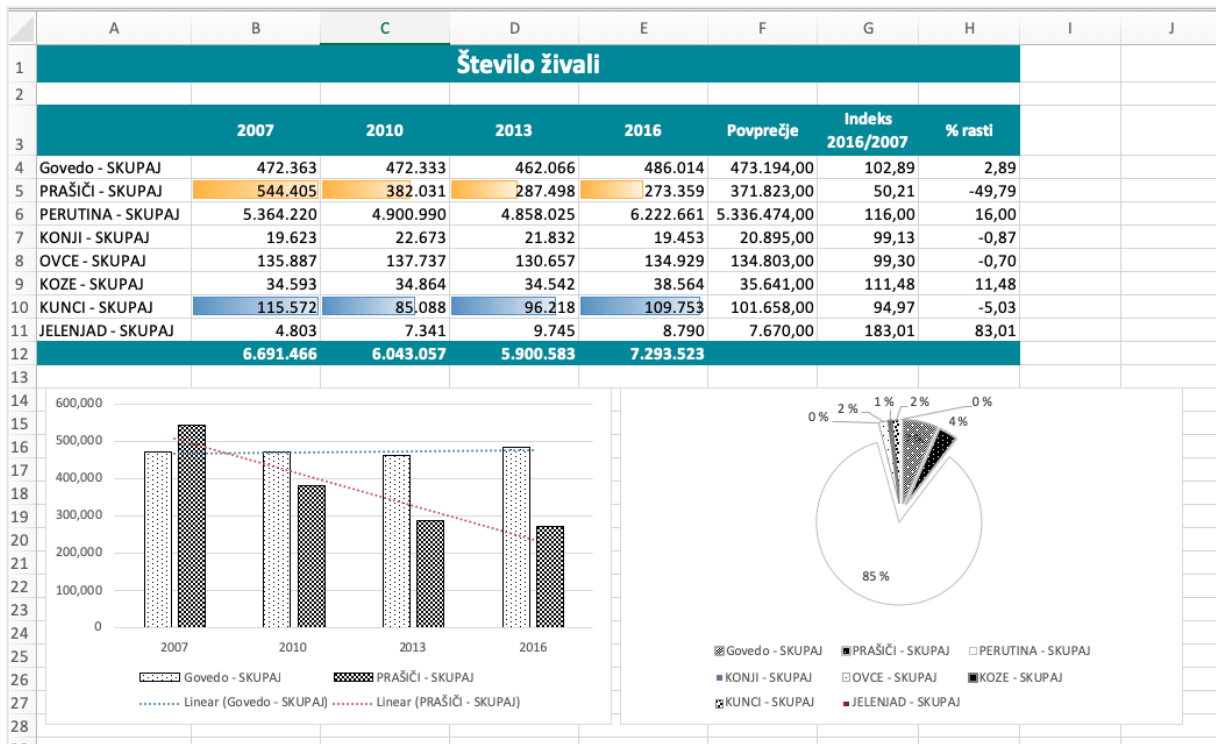 A B C D E F G H I J
1 Število živali
2
3 2007 2010 2013 2016 Povprečje Indeks 2016/2007 % rasti
4 Govedo - SKUPAJ 472.363 472.333 462.066 486.014 473.194,00 102,89 2,89
5 PRAŠIČI - SKUPAJ 544.405 382.031 287.498 273.359 371.823,00 50,21 -49,79
6 PERUTINA - SKUPAJ 5.364.220 4.900.990 4.858.025 6.222.661 5.336.474,00 116,00 16,00
7 KONJI - SKUPAJ 19.623 22.673 21.832 19.453 20.895,00 99,13 -0,87
8 OVCE - SKUPAJ 135.887 137.737 130.657 134.929 134.803,00 99,30 -0,70
9 KOZE - SKUPAJ 34.593 34.864 34.542 38.564 35.641,00 111,48 11,48
10 KUNCI - SKUPAJ 115.572 85.088 96.218 109.753 101.658,00 94,97 -5,03
11 JELENJAD - SKUPAJ 4.803 7.341 9.745 8.790 7.670,00 183,01 83,01
12 6.691.466 6.043.057 5.900.583 7.293.523
13
14
15
16
17
18
19
20
21
22
23
24
25
26
27
28
600,000
500,000
400,000
300,000
200,000
100,000
0
2007 2010 2013 2016
Govedo - SKUPAJ PRAŠIČI - SKUPAJ
Linear (Govedo - SKUPAJ) Linear (PRAŠIČI - SKUPAJ)
0 % 2 % 1 % 2 % 0 %
4 %
85 %
Govedo - SKUPAJ PRAŠIČI - SKUPAJ PERUTINA - SKUPAJ
KONJI - SKUPAJ OVCE - SKUPAJ KOZE - SKUPAJ
KUNCI - SKUPAJ JELENJAD - SKUPAJ